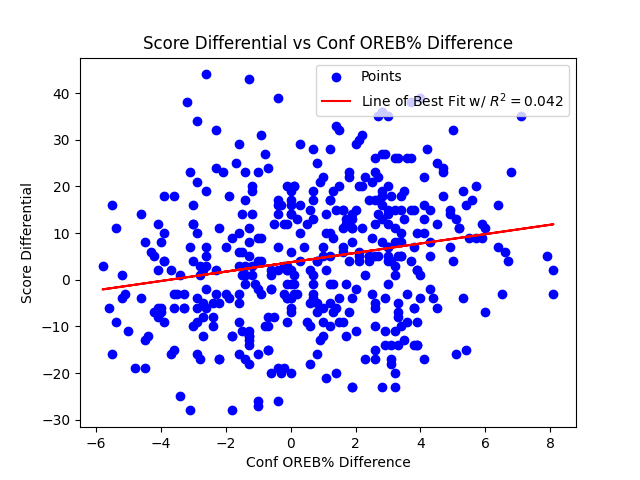 Score Differential vs Conf OREB% Difference
Points
Line of Best Fit w/ R² = 0.042
Score Differential
40
30
20
10
0
−10
−20
−30
−6 −4 −2 0 2 4 6 8
Conf OREB% Difference